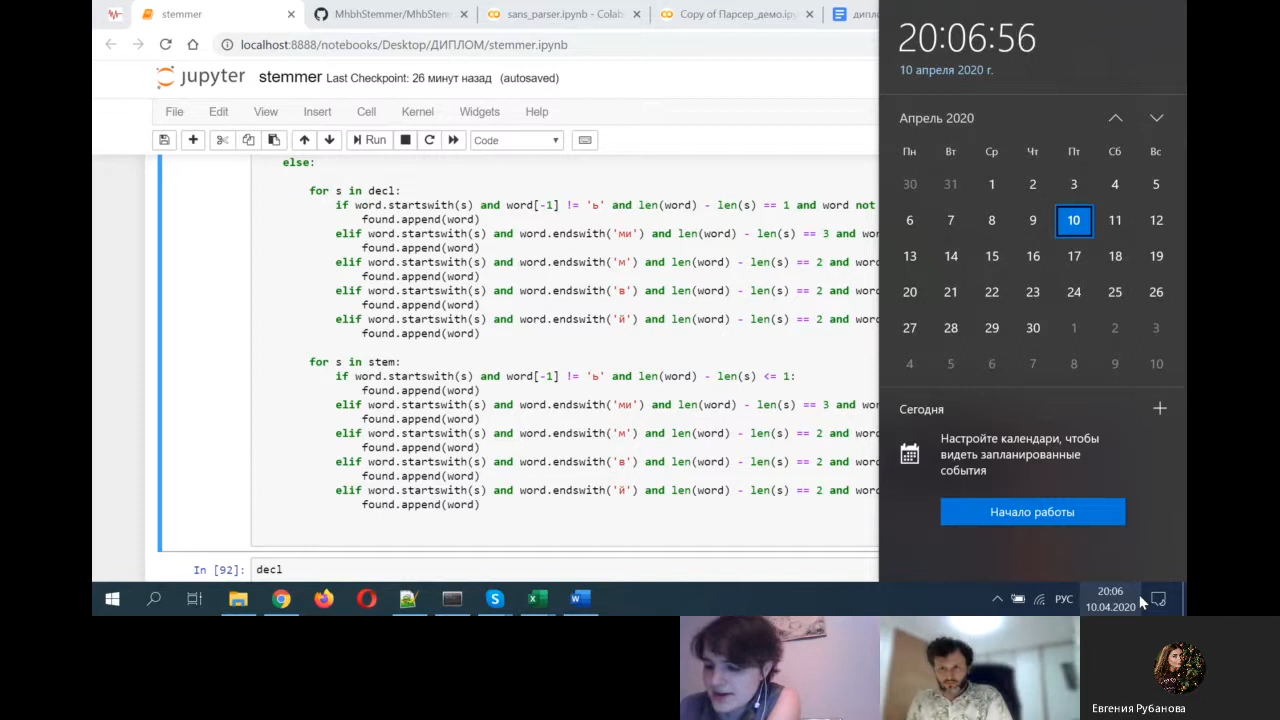 stemmer
MhbhStemmer/MhbStem
sans_parser.ipynb - Colab
Copy of Парсер_демо.ipy
дипло
localhost:8888/notebooks/Desktop/ДИПЛОМ/stemmer.ipynb
jupyter stemmer Last Checkpoint: 26 минут назад (autosaved)
File Edit View Insert Cell Kernel Widgets Help
Run Code
else:
for s in decl:
if word.startswith(s) and word[-1] != 'ь' and len(word) - len(s) == 1 and word not
found.append(word)
elif word.startswith(s) and word.endswith('ми') and len(word) - len(s) == 3 and wor
found.append(word)
elif word.startswith(s) and word.endswith('м') and len(word) - len(s) == 2 and word
found.append(word)
elif word.startswith(s) and word.endswith('в') and len(word) - len(s) == 2 and word
found.append(word)
elif word.startswith(s) and word.endswith('й') and len(word) - len(s) == 2 and word
found.append(word)
for s in stem:
if word.startswith(s) and word[-1] != 'ь' and len(word) - len(s) <= 1:
found.append(word)
elif word.startswith(s) and word.endswith('ми') and len(word) - len(s) == 3 and wor
found.append(word)
elif word.startswith(s) and word.endswith('м') and len(word) - len(s) == 2 and word
found.append(word)
elif word.startswith(s) and word.endswith('в') and len(word) - len(s) == 2 and word
found.append(word)
elif word.startswith(s) and word.endswith('й') and len(word) - len(s) == 2 and word
found.append(word)
In [92]: decl
20:06:56
10 апреля 2020 г.
Апрель 2020
Пн Вт Ср Чт Пт Сб Вс
30 31 1 2 3 4 5
6 7 8 9 10 11 12
13 14 15 16 17 18 19
20 21 22 23 24 25 26
27 28 29 30 1 2 3
4 5 6 7 8 9 10
Сегодня
Настройте календари, чтобы
видеть запланированные
события
Начало работы
РУС
20:06
10.04.2020
Евгения Рубанова